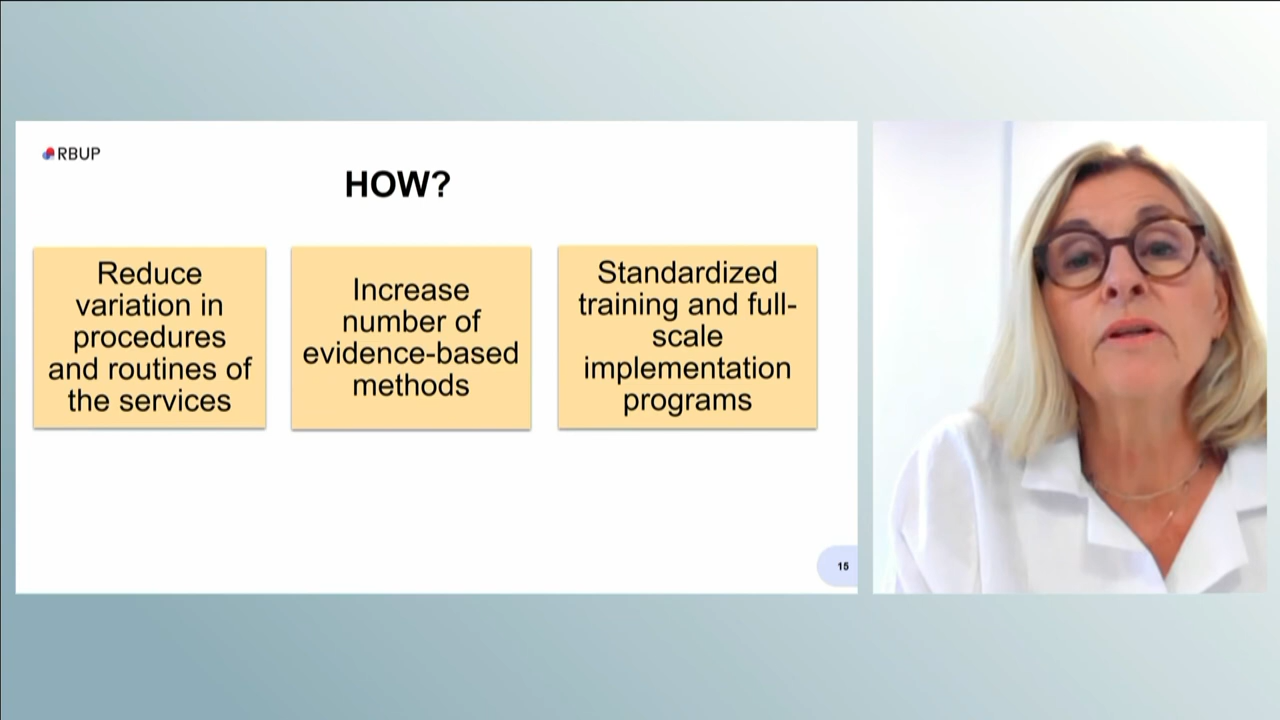 RBUP
HOW?
Reduce
variation in
procedures
and routines of
the services
Increase
number of
evidence-based
methods
Standardized
training and full-
scale
implementation
programs
15